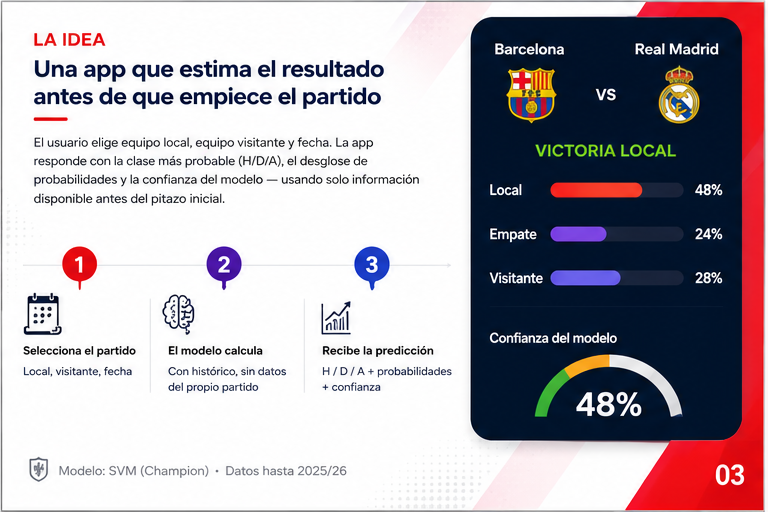 LA IDEA
Una app que estima el resultado
antes de que empiece el partido
El usuario elige equipo local, equipo visitante y fecha. La app
responde con la clase más probable (H/D/A), el desglose de
probabilidades y la confianza del modelo — usando solo información
disponible antes del pitazo inicial.
1
2
3
Selecciona el partido
Local, visitante, fecha
El modelo calcula
Con histórico, sin datos
del propio partido
Recibe la predicción
H / D / A + probabilidades
+ confianza
Modelo: SVM (Champion) • Datos hasta 2025/26
Barcelona
Real Madrid
VS
VICTORIA LOCAL
Local 48%
Empate 24%
Visitante 28%
Confianza del modelo
48%
03